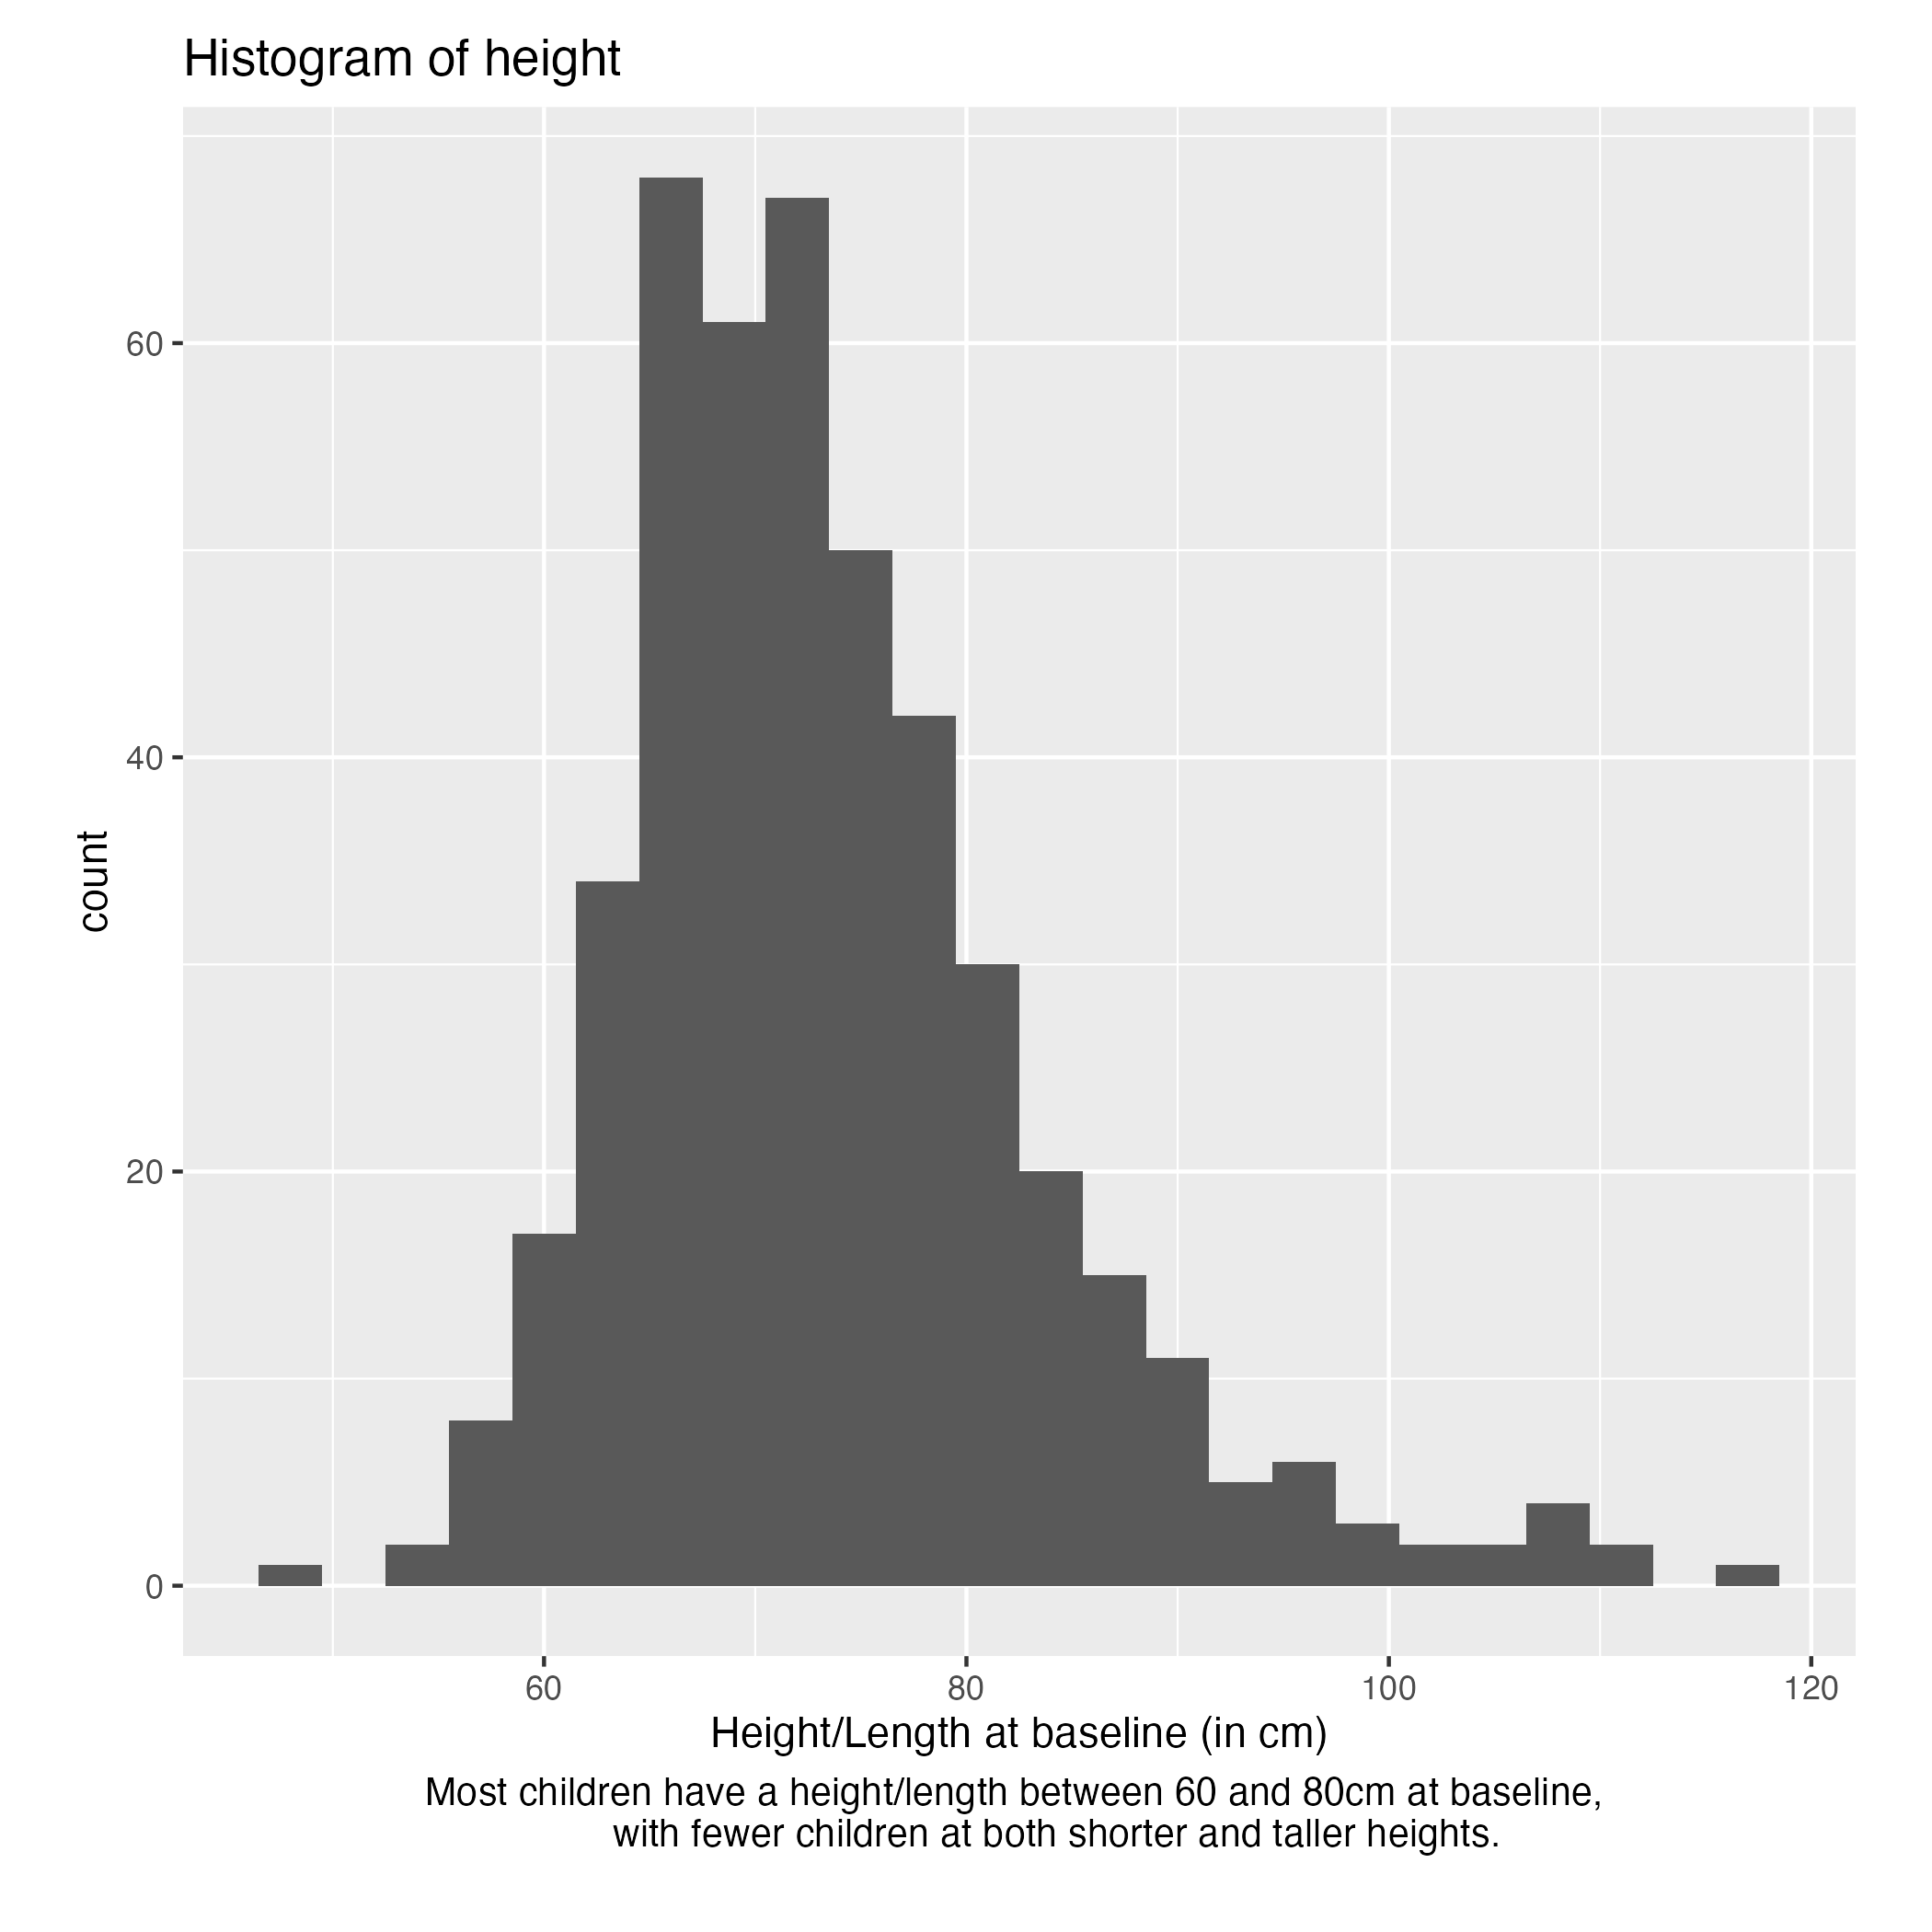 Histogram of height
60
40
20
0
count
60 80 100 120
Height/Length at baseline (in cm)
Most children have a height/length between 60 and 80cm at baseline,
with fewer children at both shorter and taller heights.